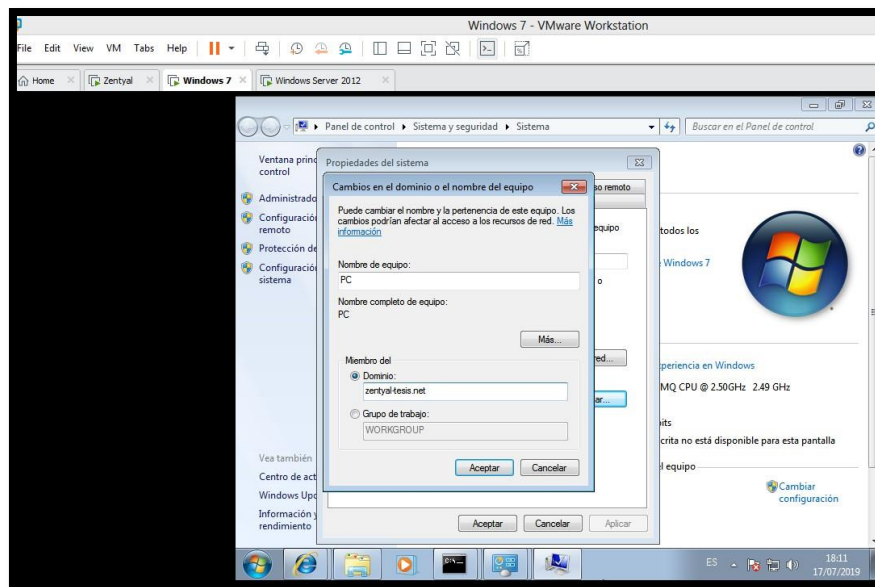 Windows 7 - VMware Workstation
File Edit View VM Tabs Help
Home Zentyal Windows 7 Windows Server 2012
Panel de control Sistema y seguridad Sistema
Buscar en el Panel de control
Ventana princ
control
Administrado
Configuració
remoto
Protección de
Configuració
sistema
Vea también
Centro de act
Windows Upd
Información y
rendimiento
Propiedades del sistema
so remoto
equipo
o
red...
ar...
Cambios en el dominio o el nombre del equipo
Puede cambiar el nombre y la pertenencia de este equipo. Los
cambios podrían afectar al acceso a los recursos de red. Más
información
Nombre de equipo:
PC
Nombre completo de equipo:
PC
Más...
Miembro del
Dominio:
zentyal-tesis.net
Grupo de trabajo:
WORKGROUP
Aceptar Cancelar
Aceptar Cancelar Aplicar
todos los
Windows 7
periencia en Windows
MQ CPU @ 2.50GHz 2.49 GHz
its
crita no está disponible para esta pantalla
l equipo
Cambiar
configuración
ES
18:11
17/07/2019